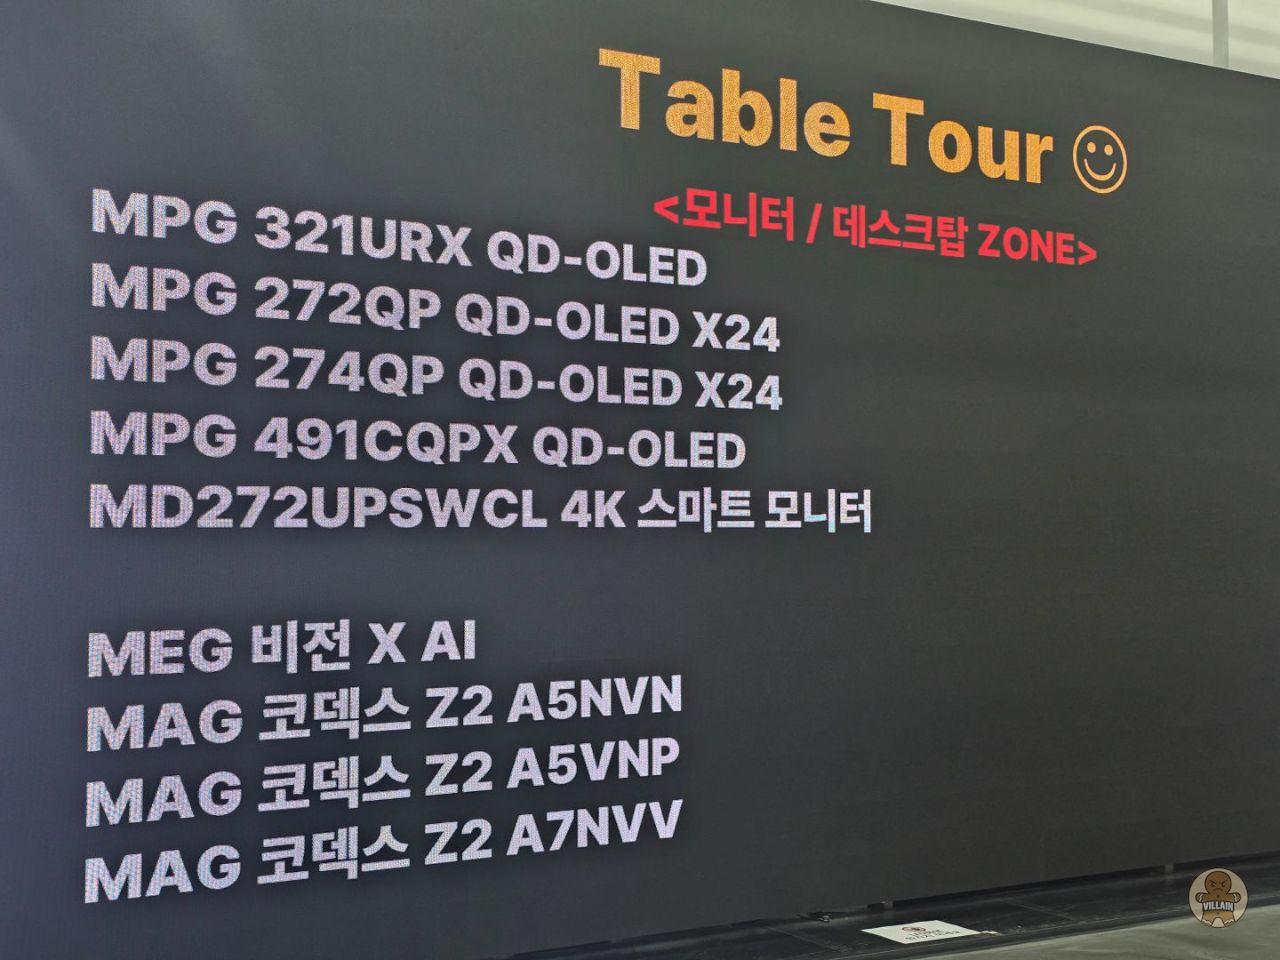 Table Tour ☺
<모니터 / 데스크탑 ZONE>
MPG 321URX QD-OLED
MPG 272QP QD-OLED X24
MPG 274QP QD-OLED X24
MPG 491CQPX QD-OLED
MD272UPSWCL 4K 스마트 모니터
MEG 비전 X AI
MAG 코덱스 Z2 A5NVN
MAG 코덱스 Z2 A5VNP
MAG 코덱스 Z2 A7NVV
VILLAIN